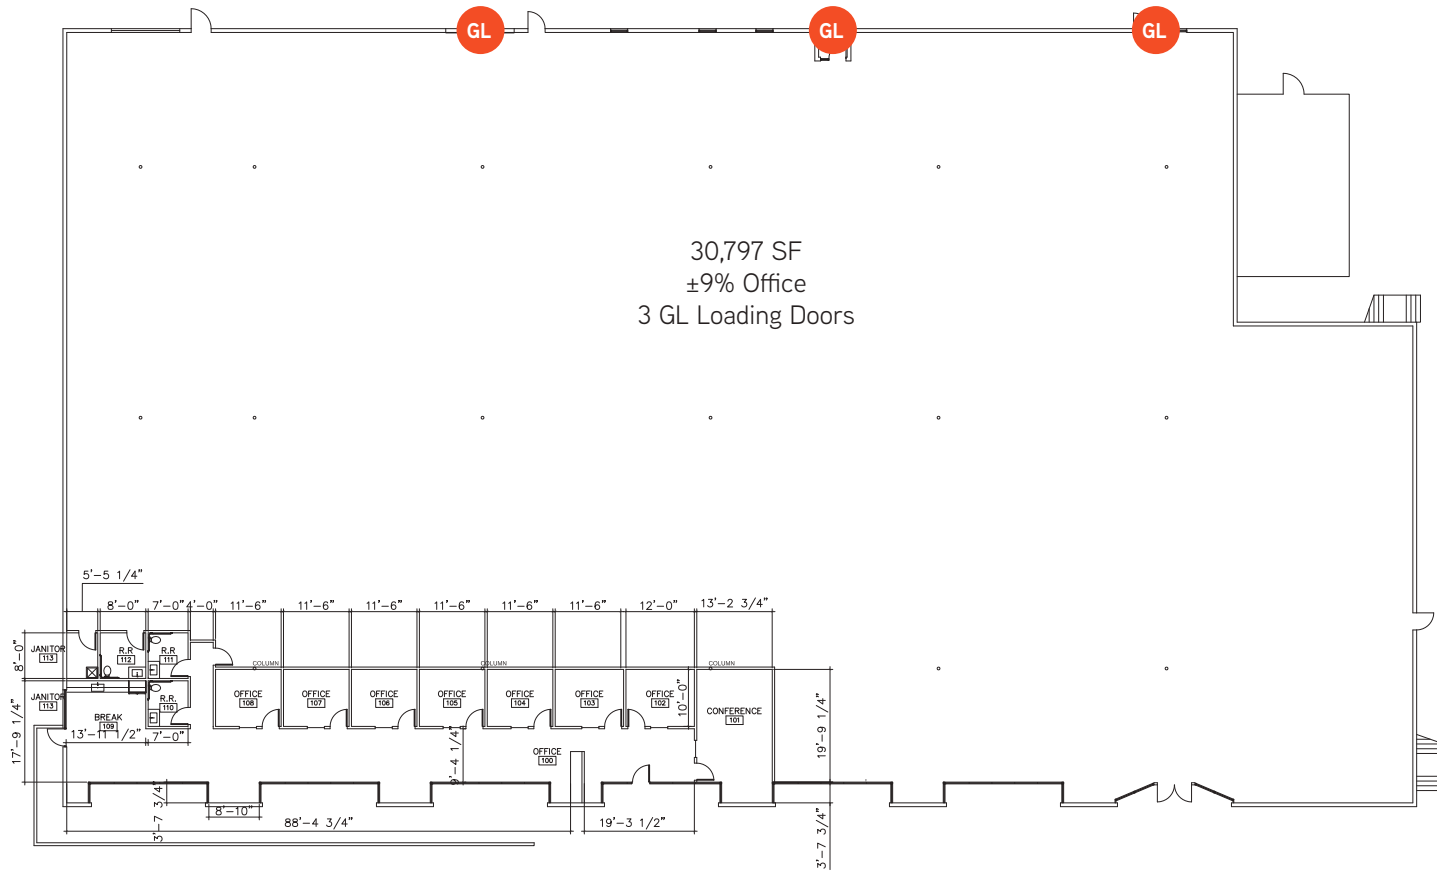 GL
GL
GL
30,797 SF
±9% Office
3 GL Loading Doors
5'-5 1/4"
8'-0"
7'-0"
4'-0"
11'-6"
11'-6"
11'-6"
11'-6"
11'-6"
11'-6"
12'-0"
13'-2 3/4"
8'-0"
JANITOR
113
R.R
112
R.R
111
COLUMN
COLUMN
COLUMN
17'-9 1/4"
JANITOR
113
BREAK
109
R.R.
110
OFFICE
108
OFFICE
107
OFFICE
106
OFFICE
105
OFFICE
104
OFFICE
103
OFFICE
102
10'-0"
CONFERENCE
101
19'-9 1/4"
13'-11 1/2"
7'-0"
9'-4 1/4"
OFFICE
100
3'-7 3/4"
8'-10"
88'-4 3/4"
19'-3 1/2"
3'-7 3/4"